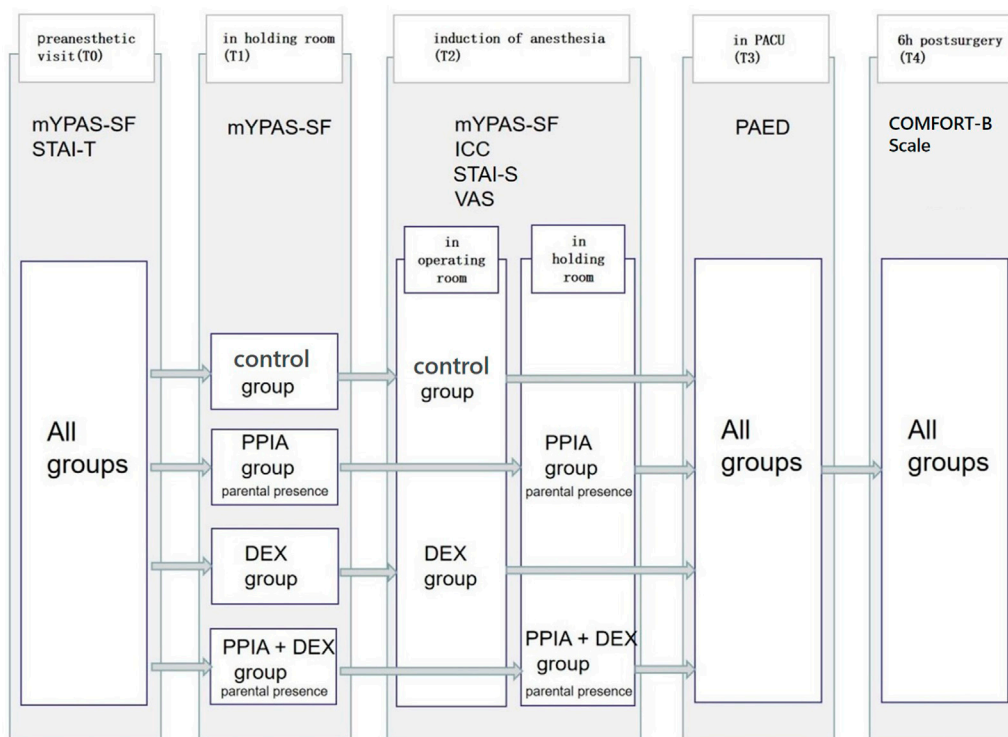 preanesthetic
visit(T0)
in holding room
(T1)
induction of anesthesia
(T2)
in PACU
(T3)
6h postsurgery
(T4)
mYPAS-SF
STAI-T
mYPAS-SF
mYPAS-SF
ICC
STAI-S
VAS
PAED
COMFORT-B
Scale
in
operating
room
in
holding
room
All
groups
control
group
PPIA
group
parental presence
DEX
group
PPIA + DEX
group
parental presence
control
group
DEX
group
PPIA
group
parental presence
PPIA + DEX
group
parental presence
All
groups
All
groups